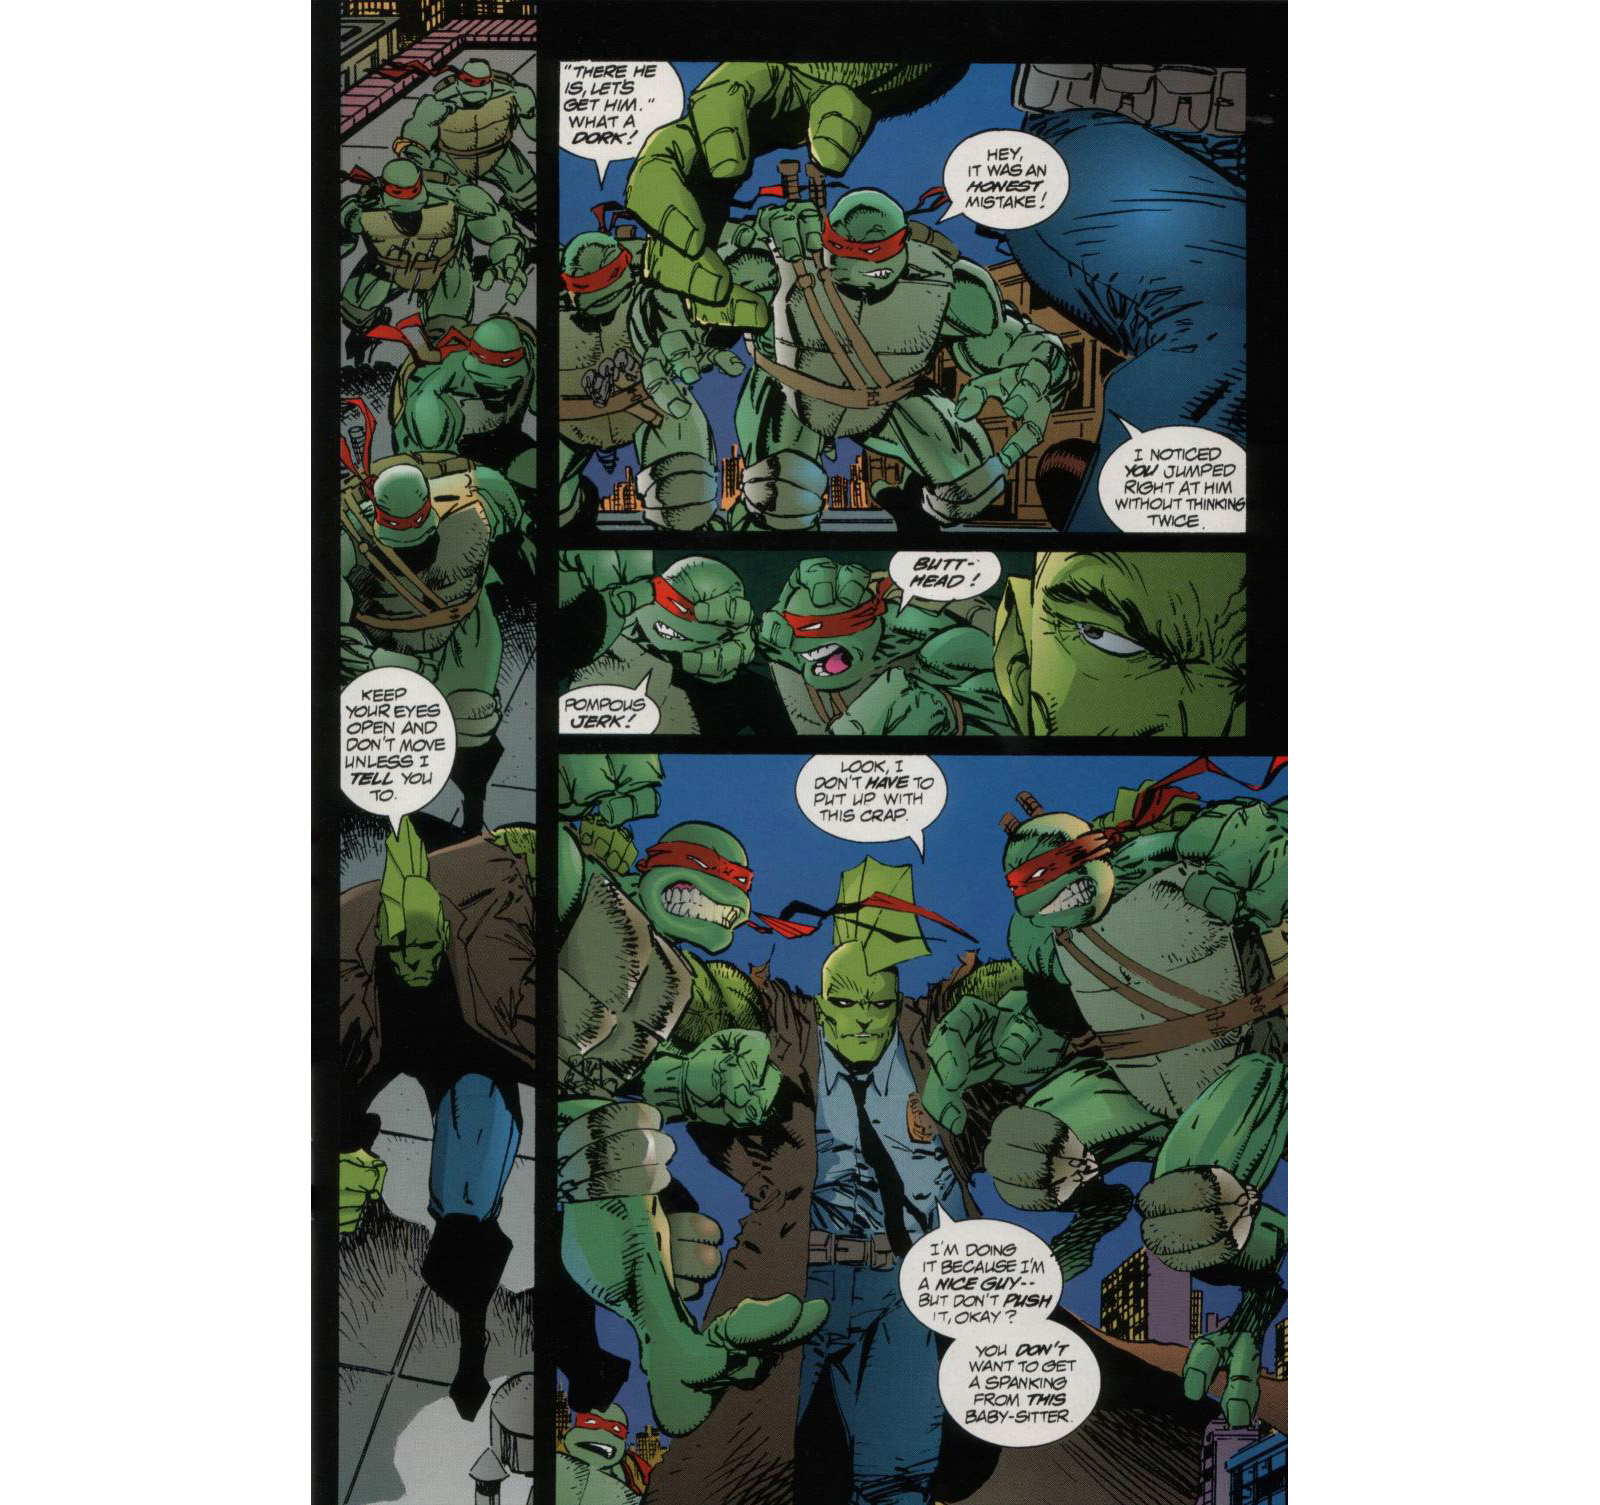 KEEP
YOUR EYES
OPEN AND
DON'T MOVE
UNLESS I
TELL YOU
TO.
"THERE HE
IS, LET'S
GET HIM."
WHAT A
DORK!
HEY,
IT WAS AN
HONEST
MISTAKE!
I NOTICED
YOU JUMPED
RIGHT AT HIM
WITHOUT THINKING
TWICE.
POMPOUS
JERK!
BUTT-
HEAD!
LOOK, I
DON'T HAVE TO
PUT UP WITH
THIS CRAP.
I'M DOING
IT BECAUSE I'M
A NICE GUY--
BUT DON'T PUSH
IT, OKAY?
YOU DON'T
WANT TO GET
A SPANKING
FROM THIS
BABY-SITTER.